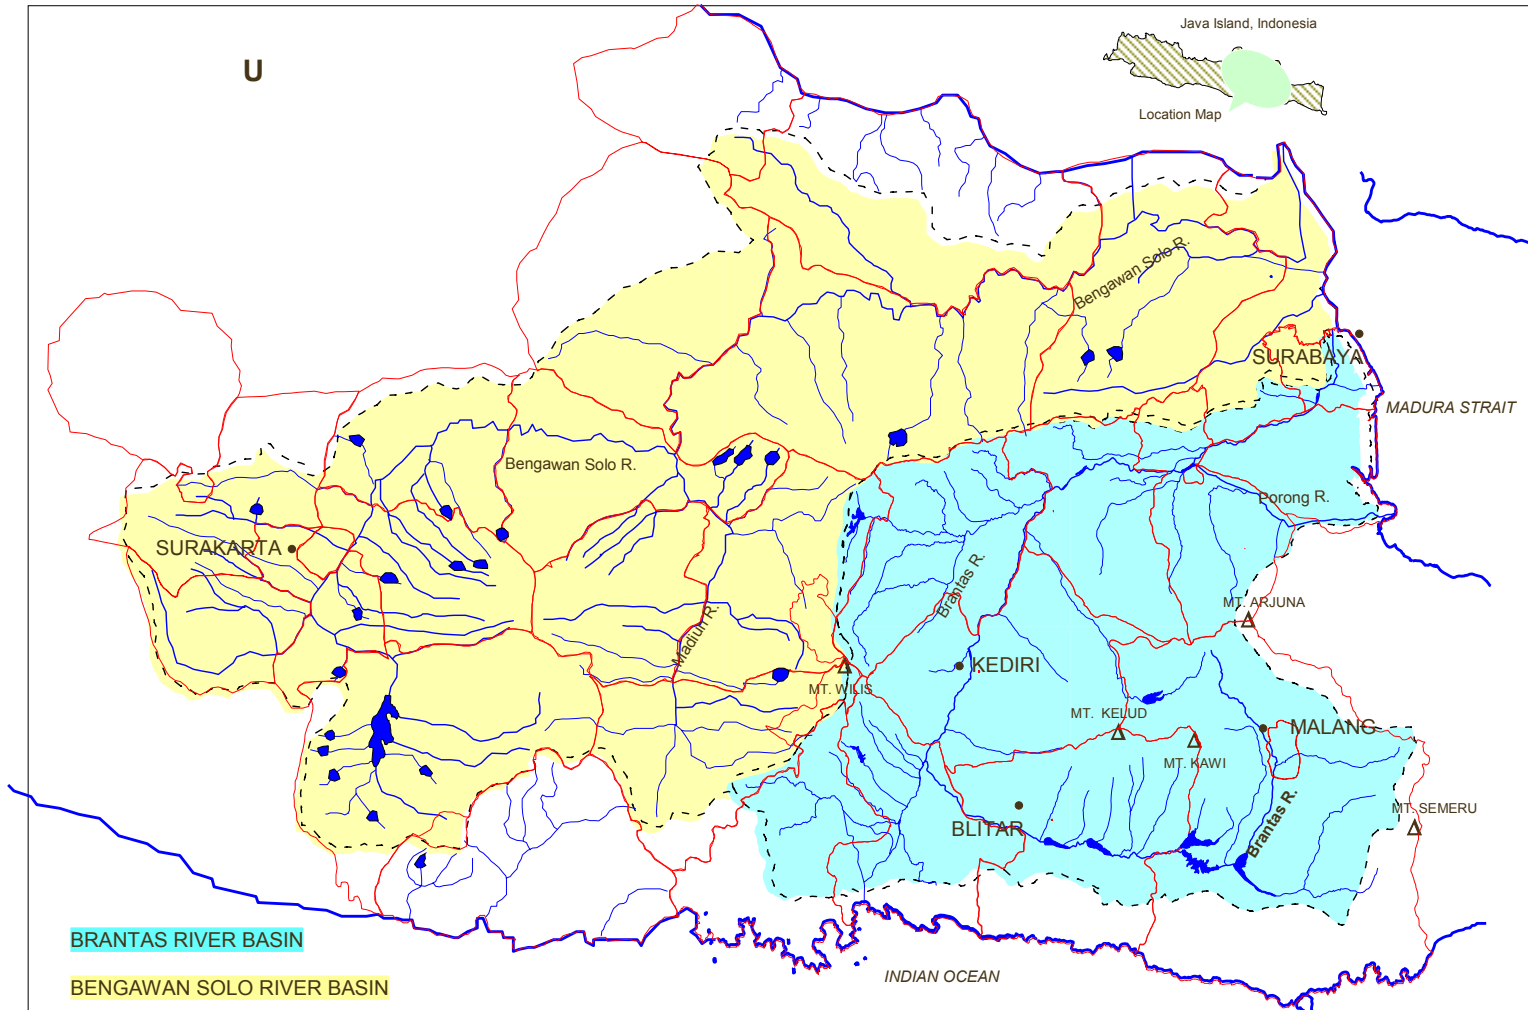 Java Island, Indonesia
U
Location Map
Bengawan Solo R.
SURABAYA
MADURA STRAIT
Bengawan Solo R.
Porong R.
SURAKARTA
Brantas R.
MT. ARJUNA
Madiun R.
KEDIRI
MT. WILIS
MT. KELUD
MALANG
MT. KAWI
Brantas R.
MT. SEMERU
BLITAR
BRANTAS RIVER BASIN
INDIAN OCEAN
BENGAWAN SOLO RIVER BASIN